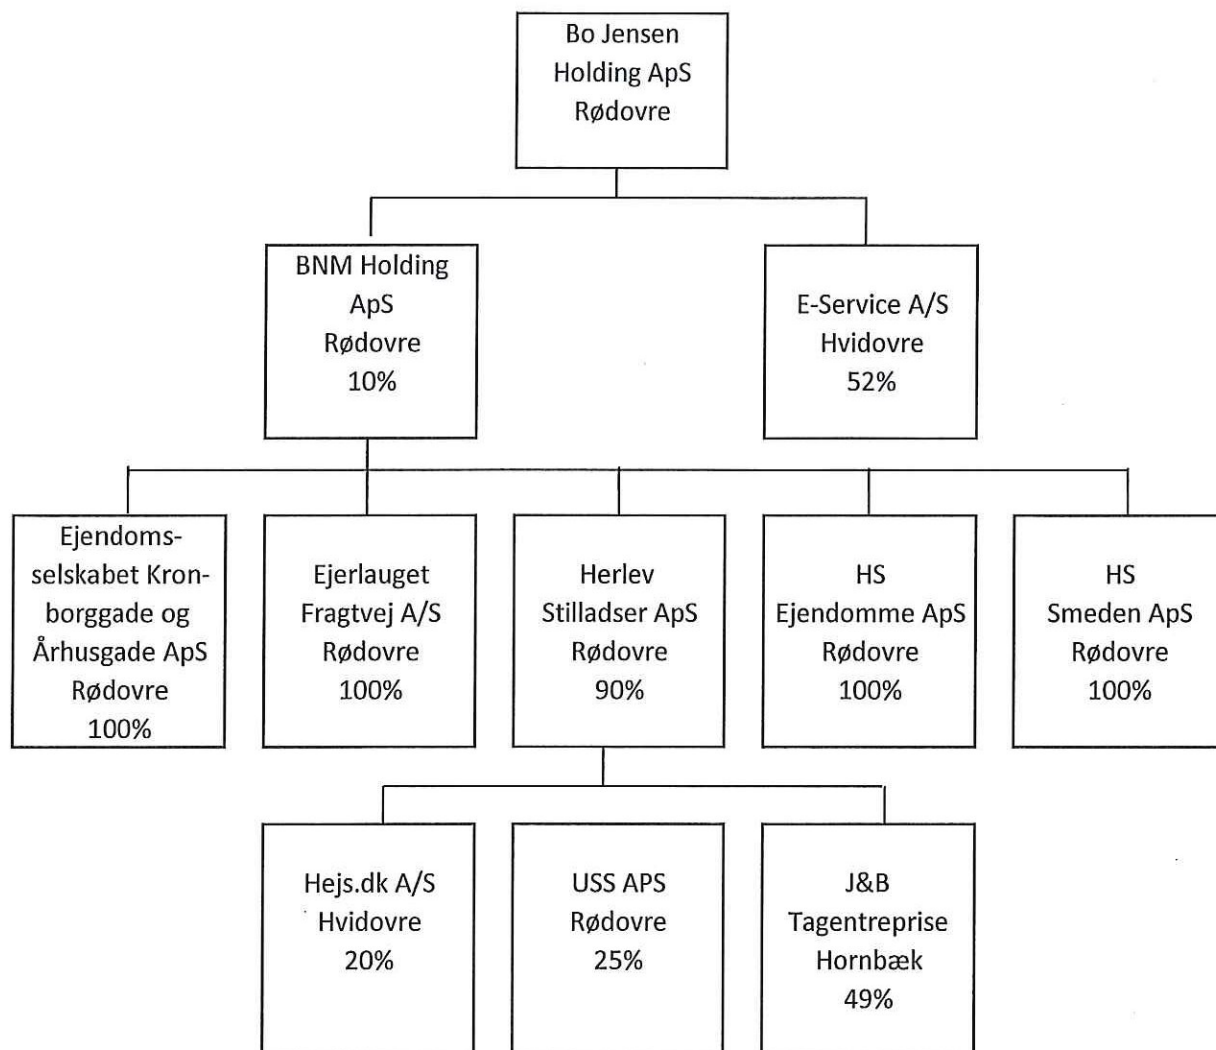 Bo Jensen
Holding ApS
Rødovre
BNM Holding
ApS
Rødovre
10%
E-Service A/S
Hvidovre
52%
Ejendoms-
selskabet Kron-
borggade og
Århusgade ApS
Rødovre
100%
Ejerlauget
Fragtvej A/S
Rødovre
100%
Herlev
Stilladser ApS
Rødovre
90%
HS
Ejendomme ApS
Rødovre
100%
HS
Smeden ApS
Rødovre
100%
Hejs.dk A/S
Hvidovre
20%
USS APS
Rødovre
25%
J&B
Tagentreprise
Hornbæk
49%